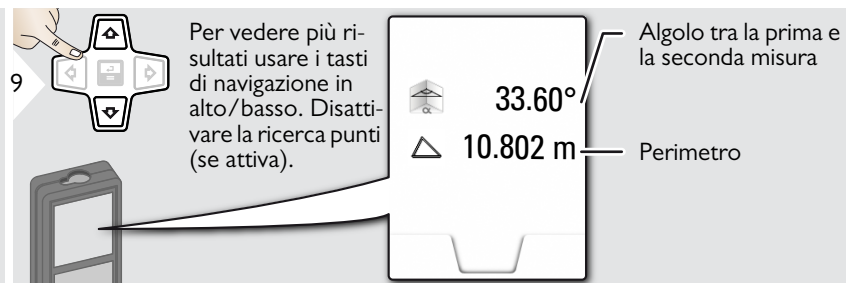 9
Per vedere più ri-
sultati usare i tasti
di navigazione in
alto/basso. Disatti-
vare la ricerca punti
(se attiva).
α
33.60°
10.802 m
Algolo tra la prima e
la seconda misura
Perimetro